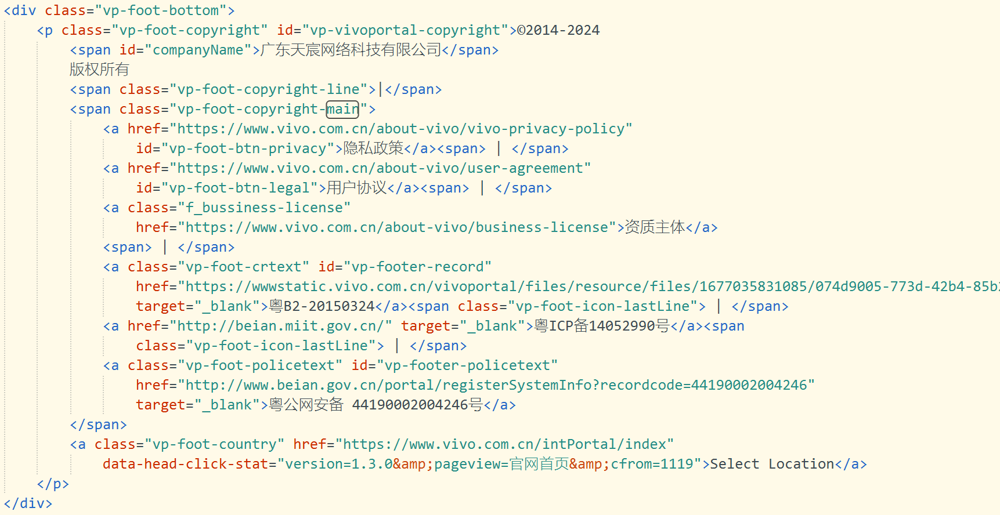 <div class="vp-foot-bottom">
<p class="vp-foot-copyright" id="vp-vivoportal-copyright">©2014-2024
<span id="companyName">广东天宸网络科技有限公司</span>
版权所有
<span class="vp-foot-copyright-line">|</span>
<span class="vp-foot-copyright-main">
<a href="https://www.vivo.com.cn/about-vivo/vivo-privacy-policy"
id="vp-foot-btn-privacy">隐私政策</a><span> | </span>
<a href="https://www.vivo.com.cn/about-vivo/user-agreement"
id="vp-foot-btn-legal">用户协议</a><span> | </span>
<a class="f_bussiness-license"
href="https://www.vivo.com.cn/about-vivo/business-license">资质主体</a>
<span> | </span>
<a class="vp-foot-crtext" id="vp-footer-record"
href="https://wwwstatic.vivo.com.cn/vivoportal/files/resource/files/1677035831085/074d9005-773d-42b4-85b
target="_blank">粤B2-20150324</a><span class="vp-foot-icon-lastLine"> | </span>
<a href="http://beian.miit.gov.cn/" target="_blank">粤ICP备14052990号</a><span
class="vp-foot-icon-lastLine"> | </span>
<a class="vp-foot-policetext" id="vp-footer-policetext"
href="http://www.beian.gov.cn/portal/registerSystemInfo?recordcode=44190002004246"
target="_blank">粤公网安备 44190002004246号</a>
</span>
<a class="vp-foot-country" href="https://www.vivo.com.cn/intPortal/index"
data-head-click-stat="version=1.3.0&amp;pageview=官网首页&amp;cfrom=1119">Select Location</a>
</p>
</div>